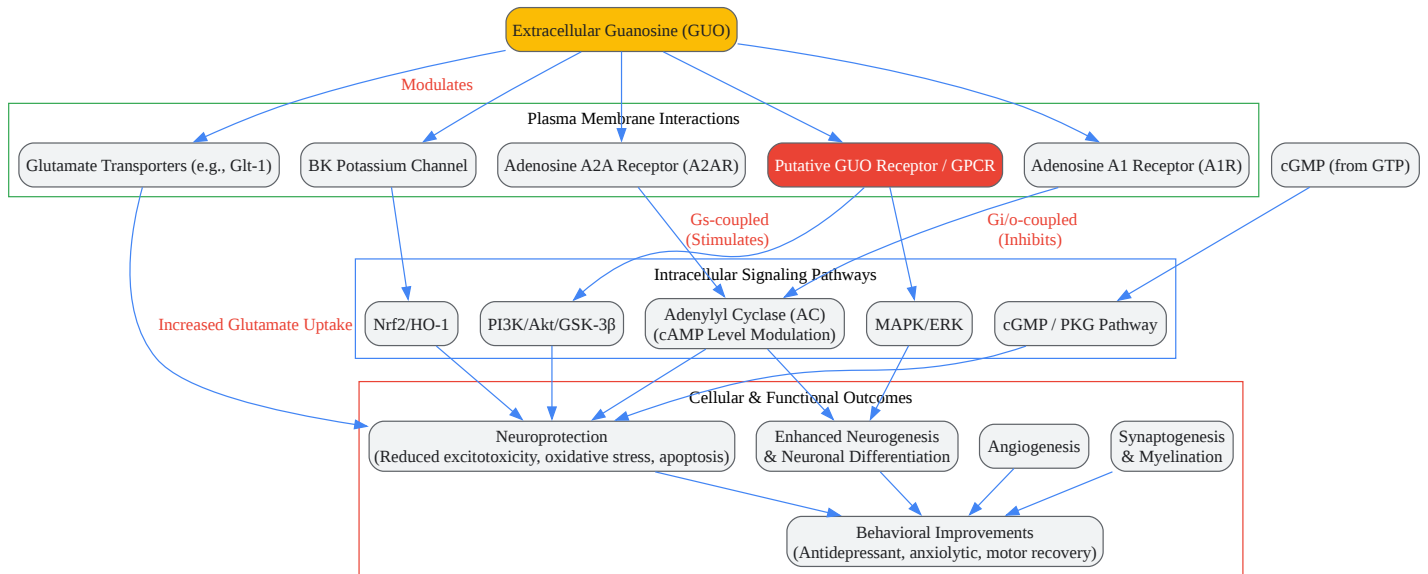 Extracellular Guanosine (GUO)
Modulates
Plasma Membrane Interactions
Glutamate Transporters (e.g., Glt-1)
BK Potassium Channel
Adenosine A2A Receptor (A2AR)
Putative GUO Receptor / GPCR
Adenosine A1 Receptor (A1R)
cGMP (from GTP)
Gs-coupled
(Stimulates)
Gi/o-coupled
(Inhibits)
Intracellular Signaling Pathways
Increased Glutamate Uptake
Nrf2/HO-1
PI3K/Akt/GSK-3β
Adenylyl Cyclase (AC)
(cAMP Level Modulation)
MAPK/ERK
cGMP / PKG Pathway
Cellular & Functional Outcomes
Neuroprotection
(Reduced excitotoxicity, oxidative stress, apoptosis)
Enhanced Neurogenesis
& Neuronal Differentiation
Angiogenesis
Synaptogenesis
& Myelination
Behavioral Improvements
(Antidepressant, anxiolytic, motor recovery)